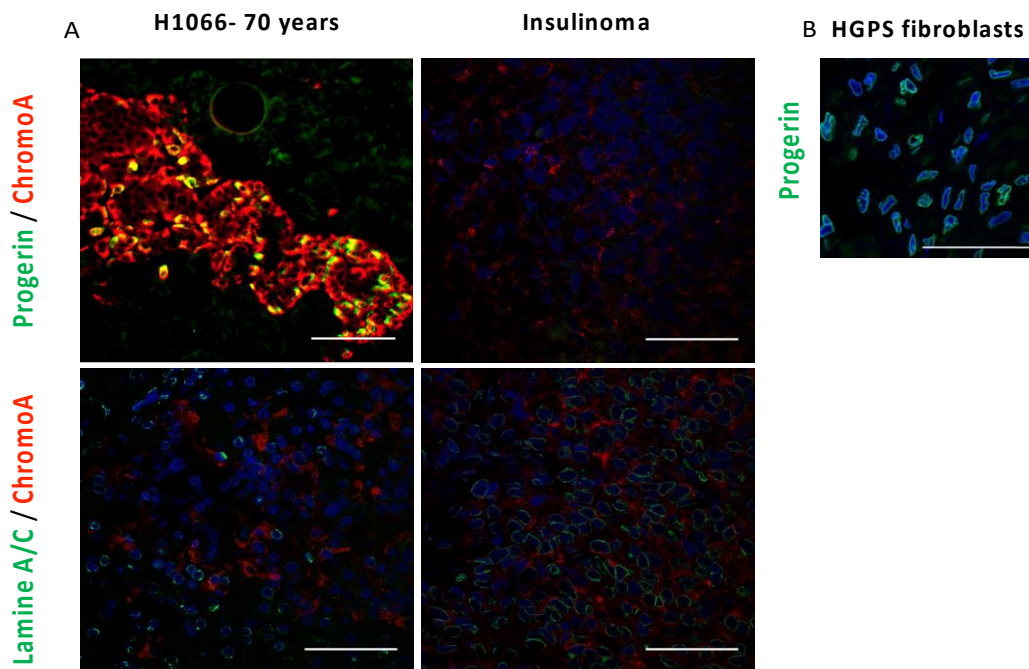 A
H1066- 70 years
Insulinoma
B
HGPS fibroblasts
Progerin / ChromoA
Progerin
Lamine A/C / ChromoA